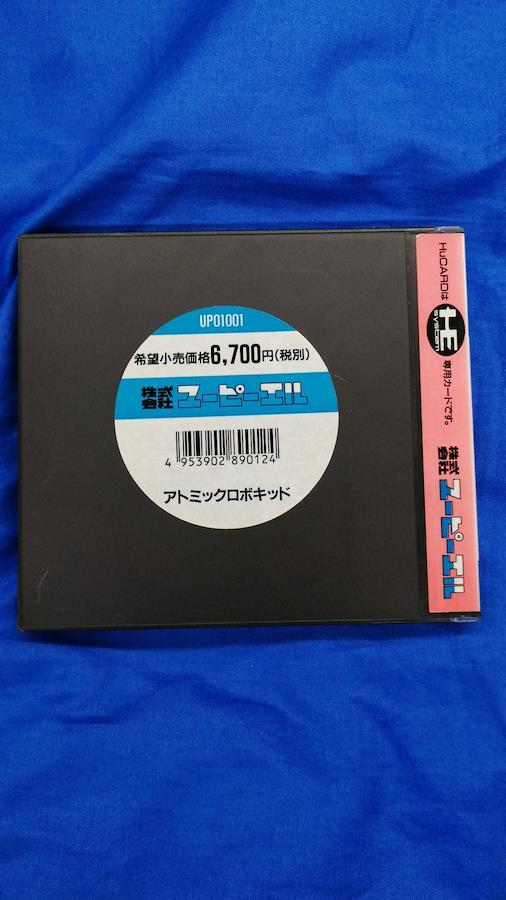 UP01001
希望小売価格6,700円(税別)
株式会社 ユーピーエル
4 953902 890124
アトミックロボキッド
HuCARDは HE system 専用カードです。
株式会社 ユーピーエル